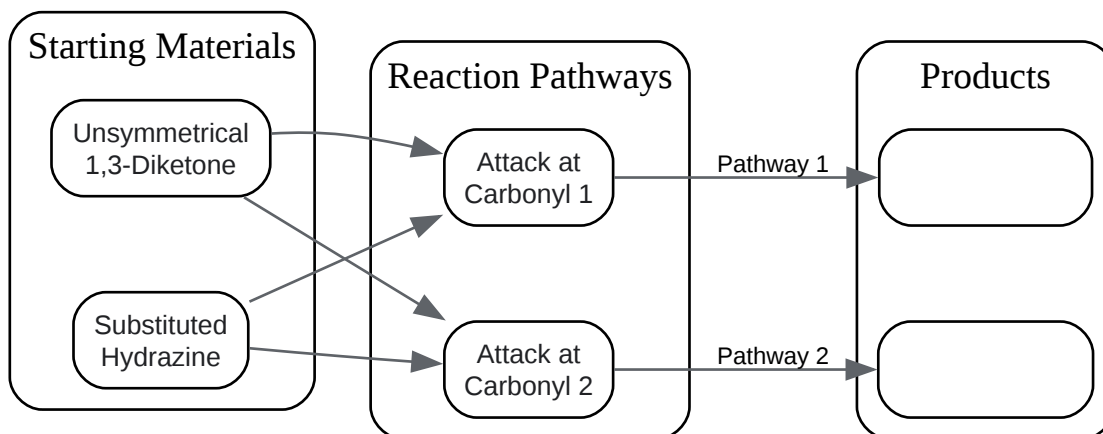 Starting Materials
Unsymmetrical
1,3-Diketone
Substituted
Hydrazine
Reaction Pathways
Attack at
Carbonyl 1
Attack at
Carbonyl 2
Pathway 1
Pathway 2
Products